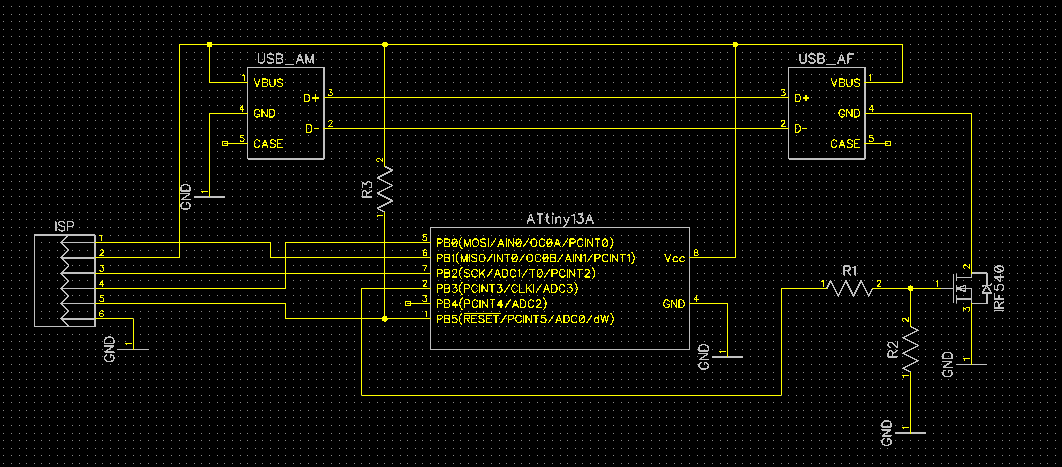 USB_AM
USB_AF
1 VBUS
VBUS 1
D+ 3
3 D+
4 GND
GND 4
D- 2
2 D-
5 CASE
CASE 5
2
R3
1
GND 1
ISP
ATtiny13A
1
5 PB0(MOSI/AIN0/OC0A/PCINT0)
2
6 PB1(MISO/INT0/OC0B/AIN1/PCINT1)
Vcc 8
3
7 PB2(SCK/ADC1/T0/PCINT2)
4
2 PB3(PCINT3/CLKI/ADC3)
5
3 PB4(PCINT4/ADC2)
GND 4
6
1 PB5(RESET/PCINT5/ADC0/dW)
GND 1
GND 1
R1
1 2
1
2
3
IRF540
2
R2
1
GND 1
GND 1